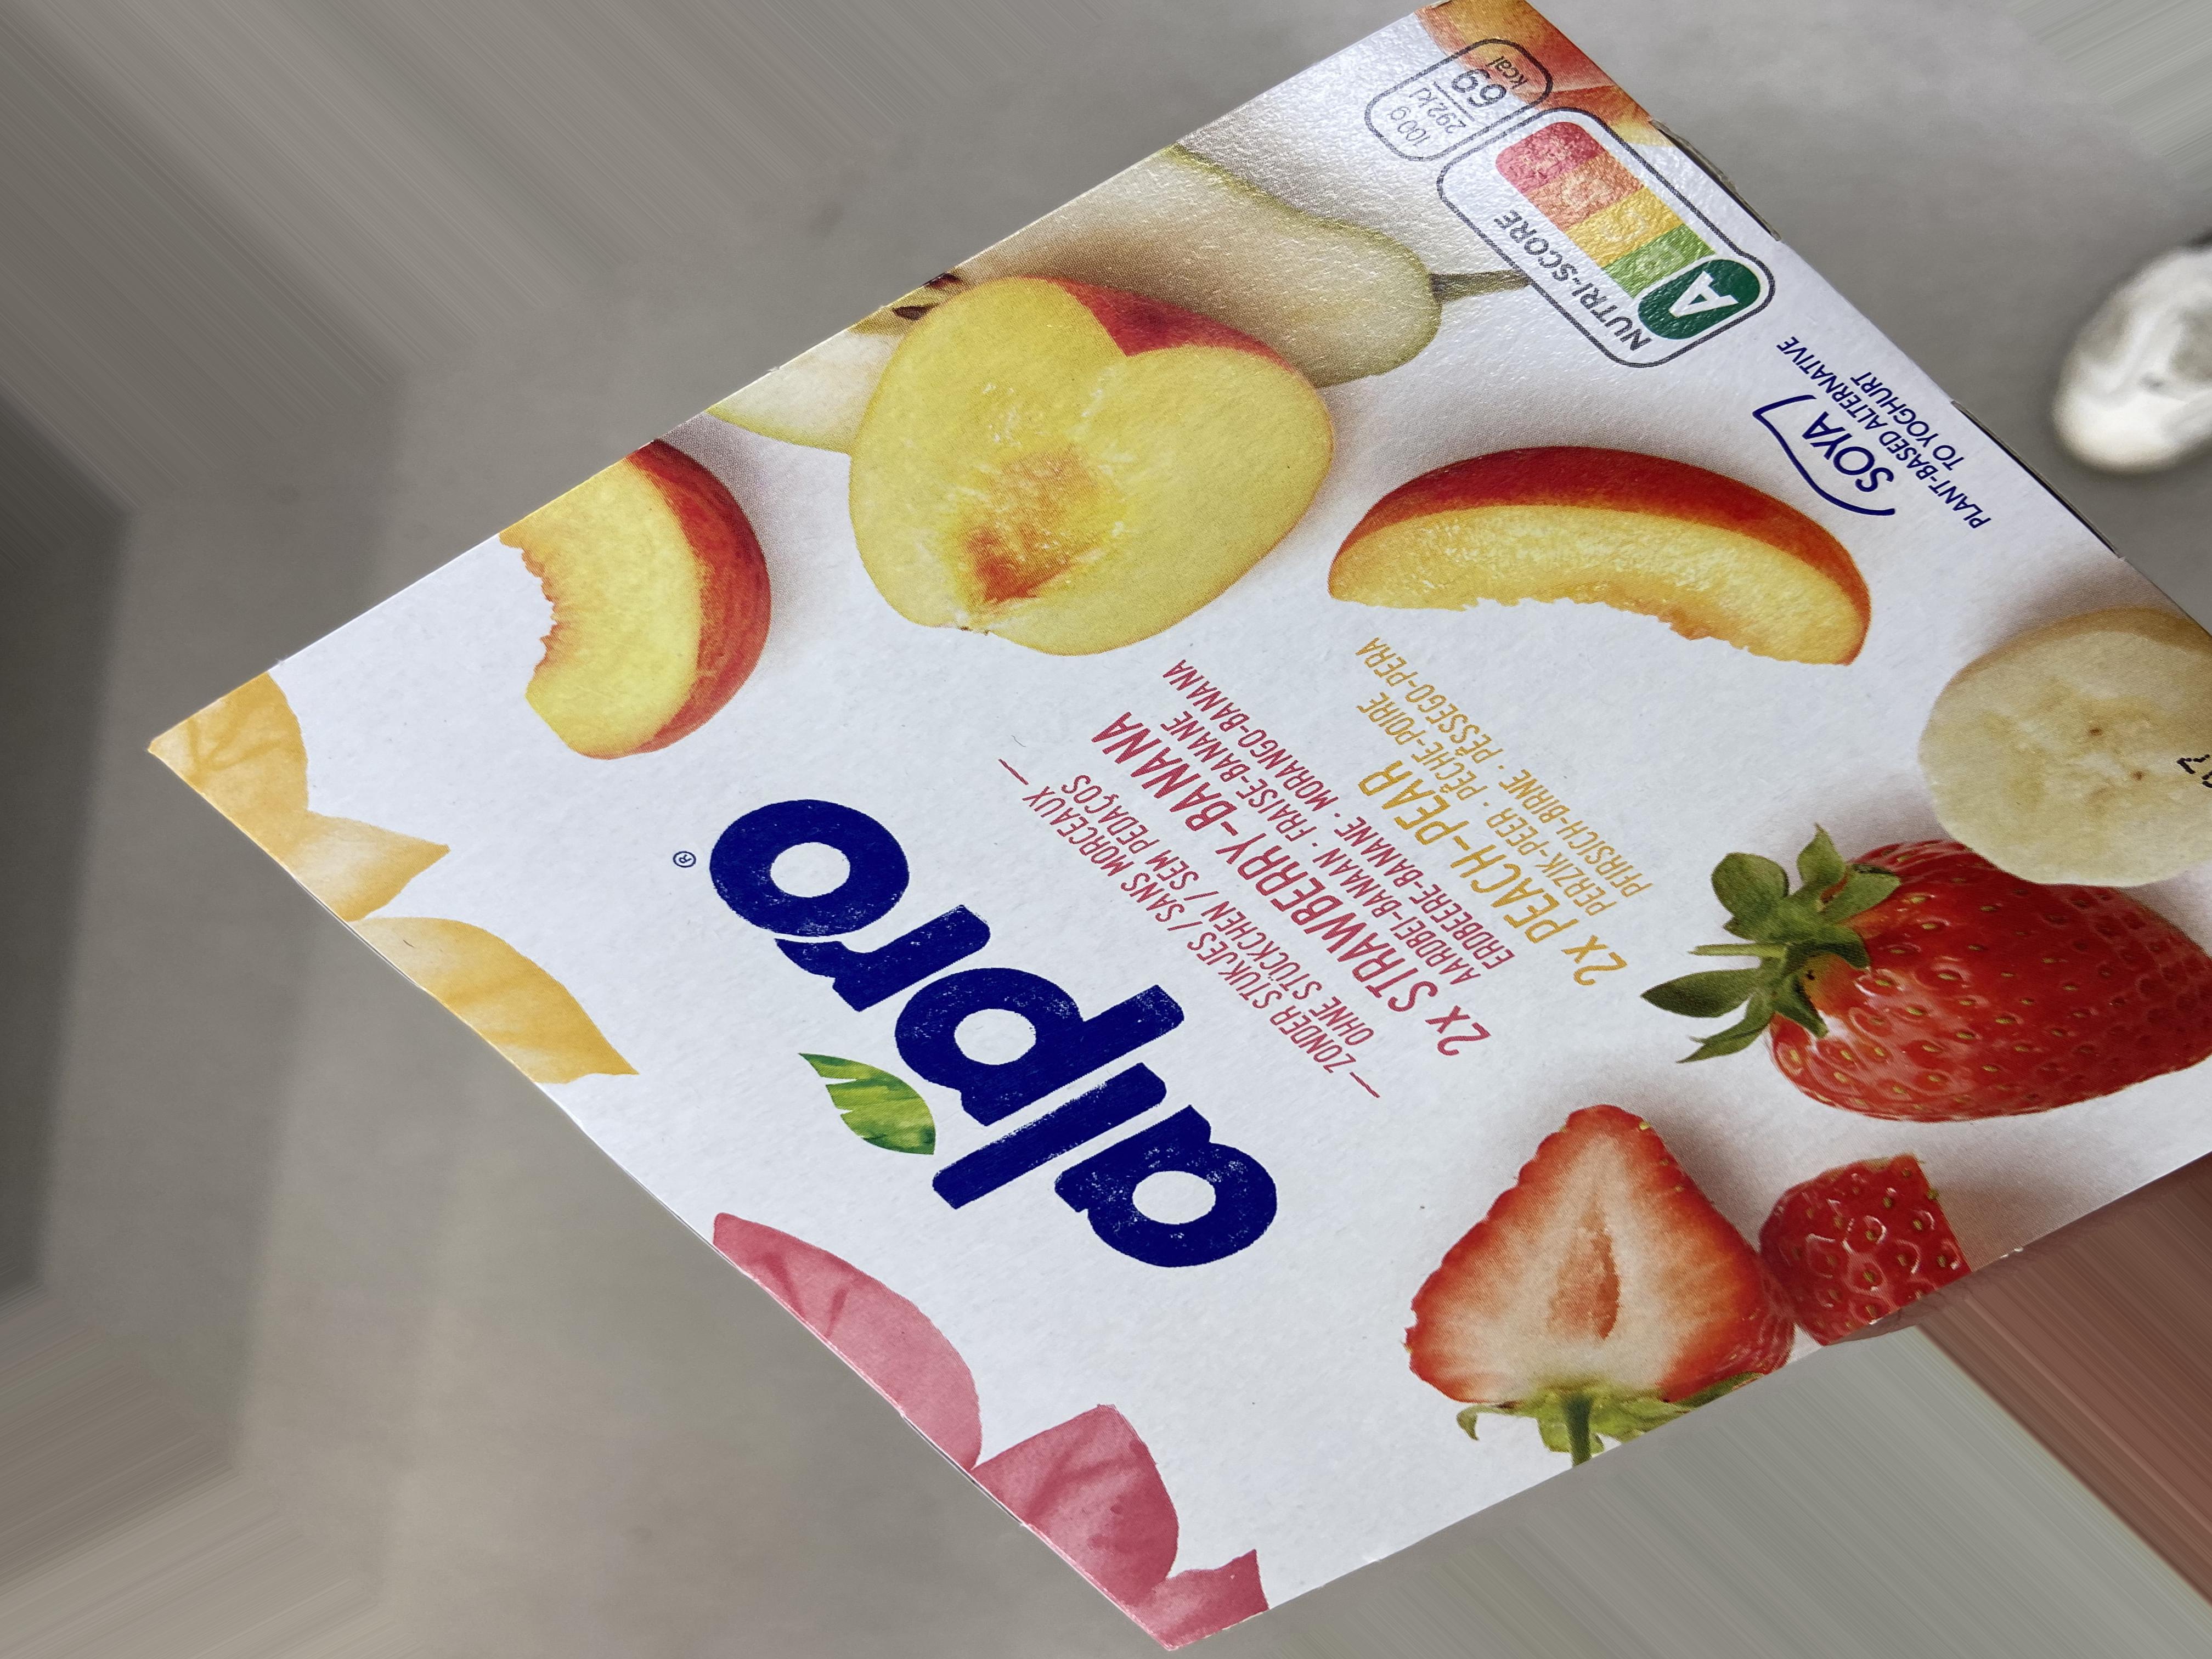 alpro®
—ZONDER STUKJES / SANS MORCEAUX—
OHNE STÜCKCHEN / SEM PEDAÇOS
2x STRAWBERRY-BANANA
AARDBEI-BANAAN · FRAISE-BANANE
ERDBEERE-BANANE · MORANGO-BANANA
2x PEACH-PEAR
PERZIK-PEER · PÊCHE-POIRE
PFIRSICH-BIRNE · PÊSSEGO-PERA
SOYA
PLANT-BASED ALTERNATIVE
TO YOGHURT
NUTRI-SCORE
A
100 g
292 kJ
69
kcal